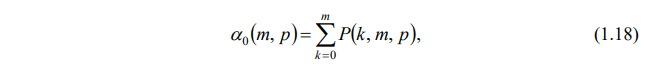 α₀(m, p) = ∑_{k=0}^{m} P(k, m, p), (1.18)